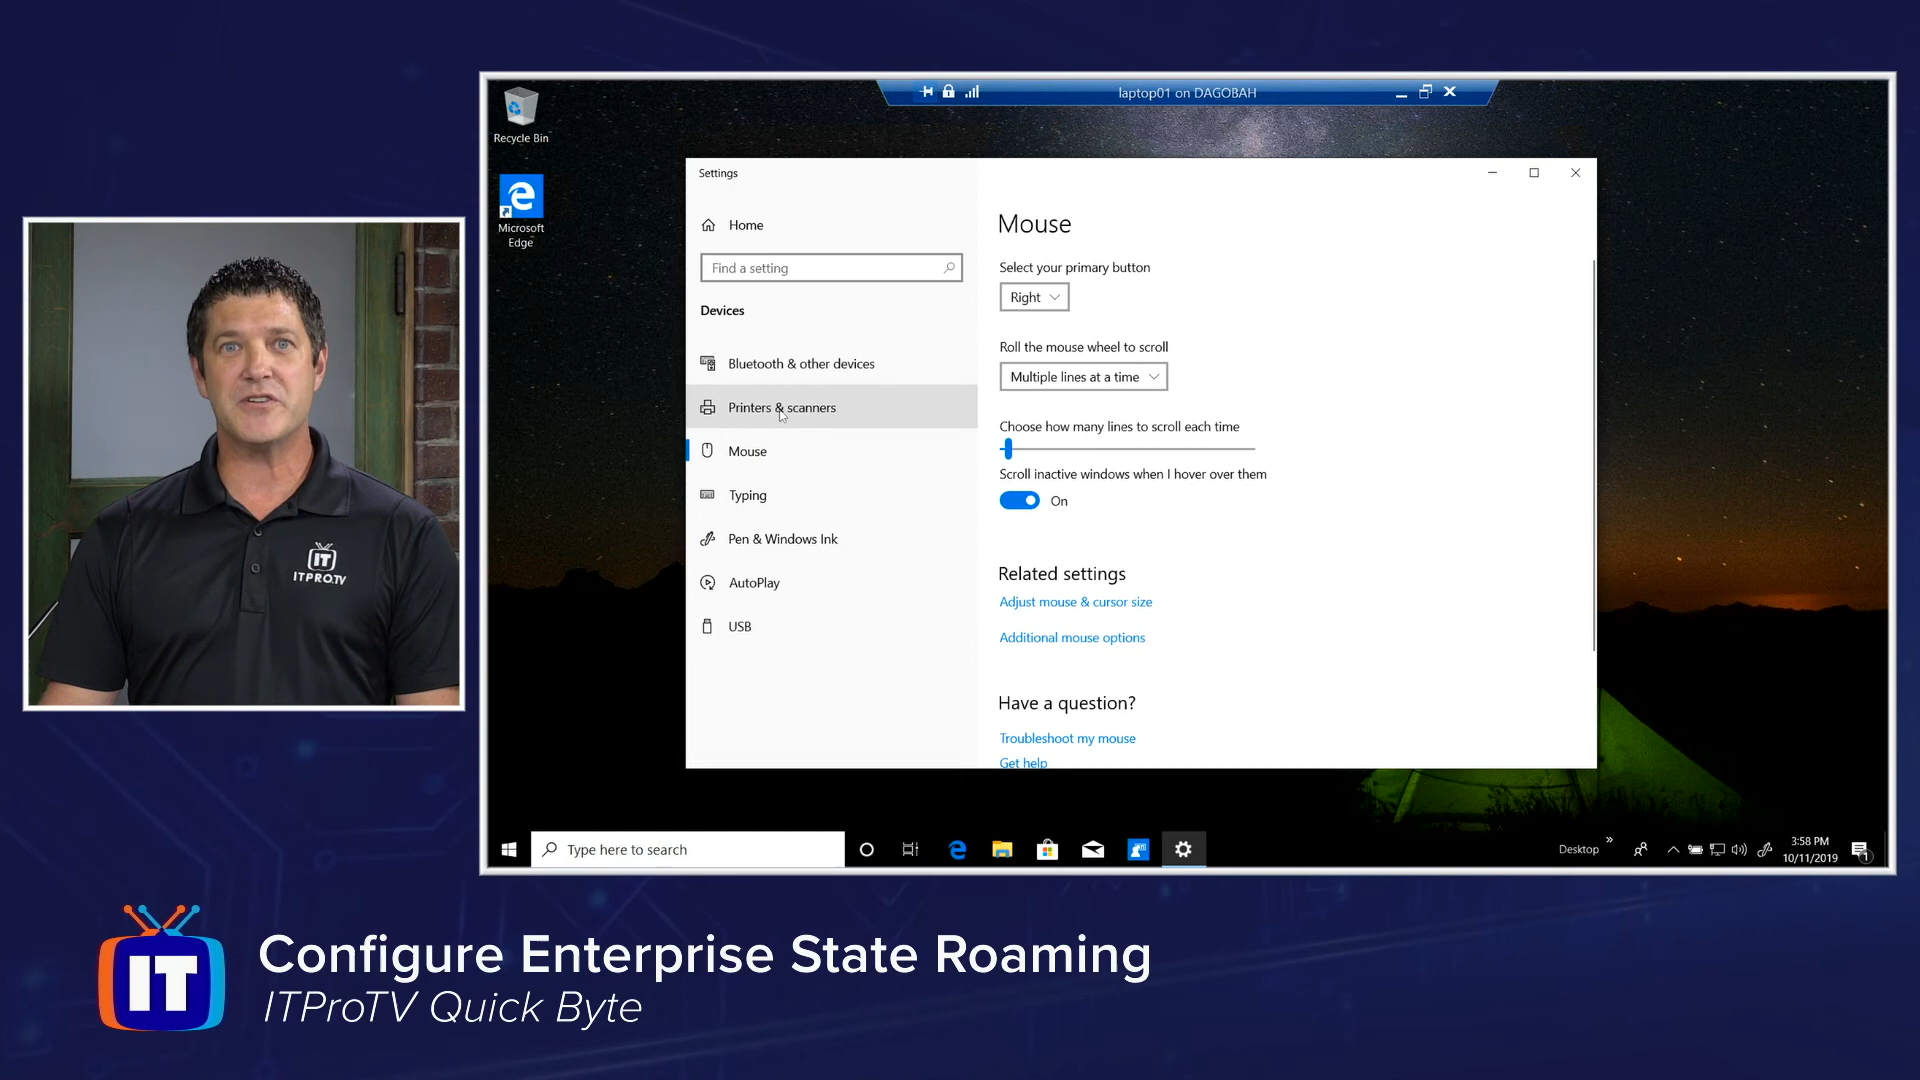 laptop01 on DAGOBAH
Recycle Bin
Microsoft
Edge
Settings
Home
Find a setting
Devices
Bluetooth & other devices
Printers & scanners
Mouse
Typing
Pen & Windows Ink
AutoPlay
USB
Mouse
Select your primary button
Right
Roll the mouse wheel to scroll
Multiple lines at a time
Choose how many lines to scroll each time
Scroll inactive windows when I hover over them
On
Related settings
Adjust mouse & cursor size
Additional mouse options
Have a question?
Troubleshoot my mouse
Get help
Type here to search
Desktop
3:58 PM
10/11/2019
1
IT
ITPRO.TV
IT
Configure Enterprise State Roaming
ITProTV Quick Byte